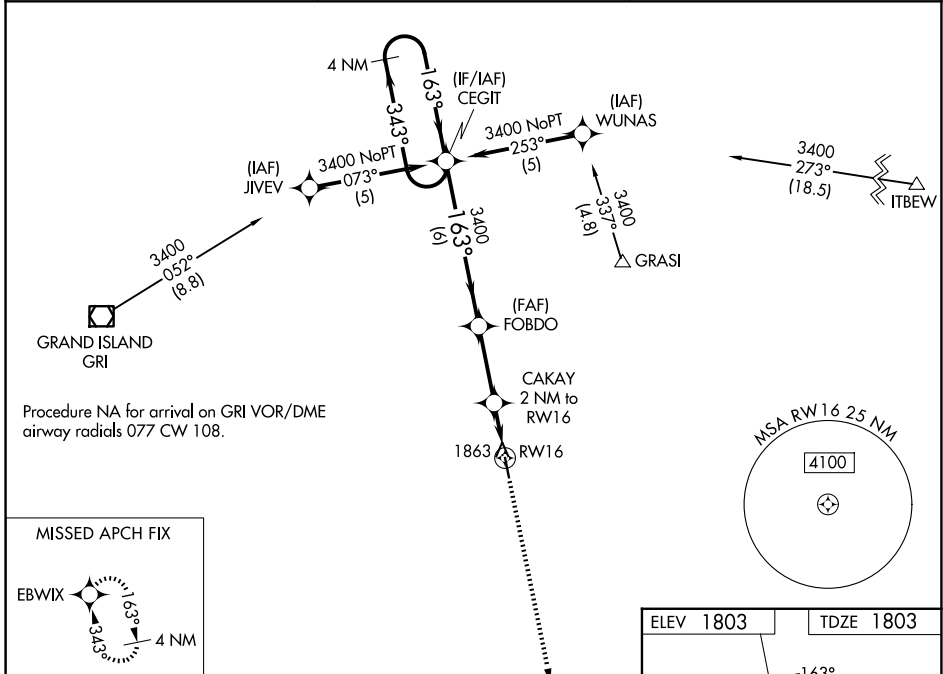 4 NM
163°
343°
(IF/IAF)
CEGIT
(IAF)
WUNAS
3400 NoPT
253°
(5)
3400
273°
(18.5)
ITBEW
(IAF)
JIVEV
3400 NoPT
073°
(5)
3400
337°
(4.8)
GRASI
3400
163°
(6)
3400
052°
(8.8)
GRAND ISLAND
GRI
(FAF)
FOBDO
CAKAY
2 NM to
RW16
Procedure NA for arrival on GRI VOR/DME
airway radials 077 CW 108.
1863
RW16
MSA RW16 25 NM
4100
MISSED APCH FIX
EBWIX
163°
343°
4 NM
ELEV 1803
TDZE 1803
163°